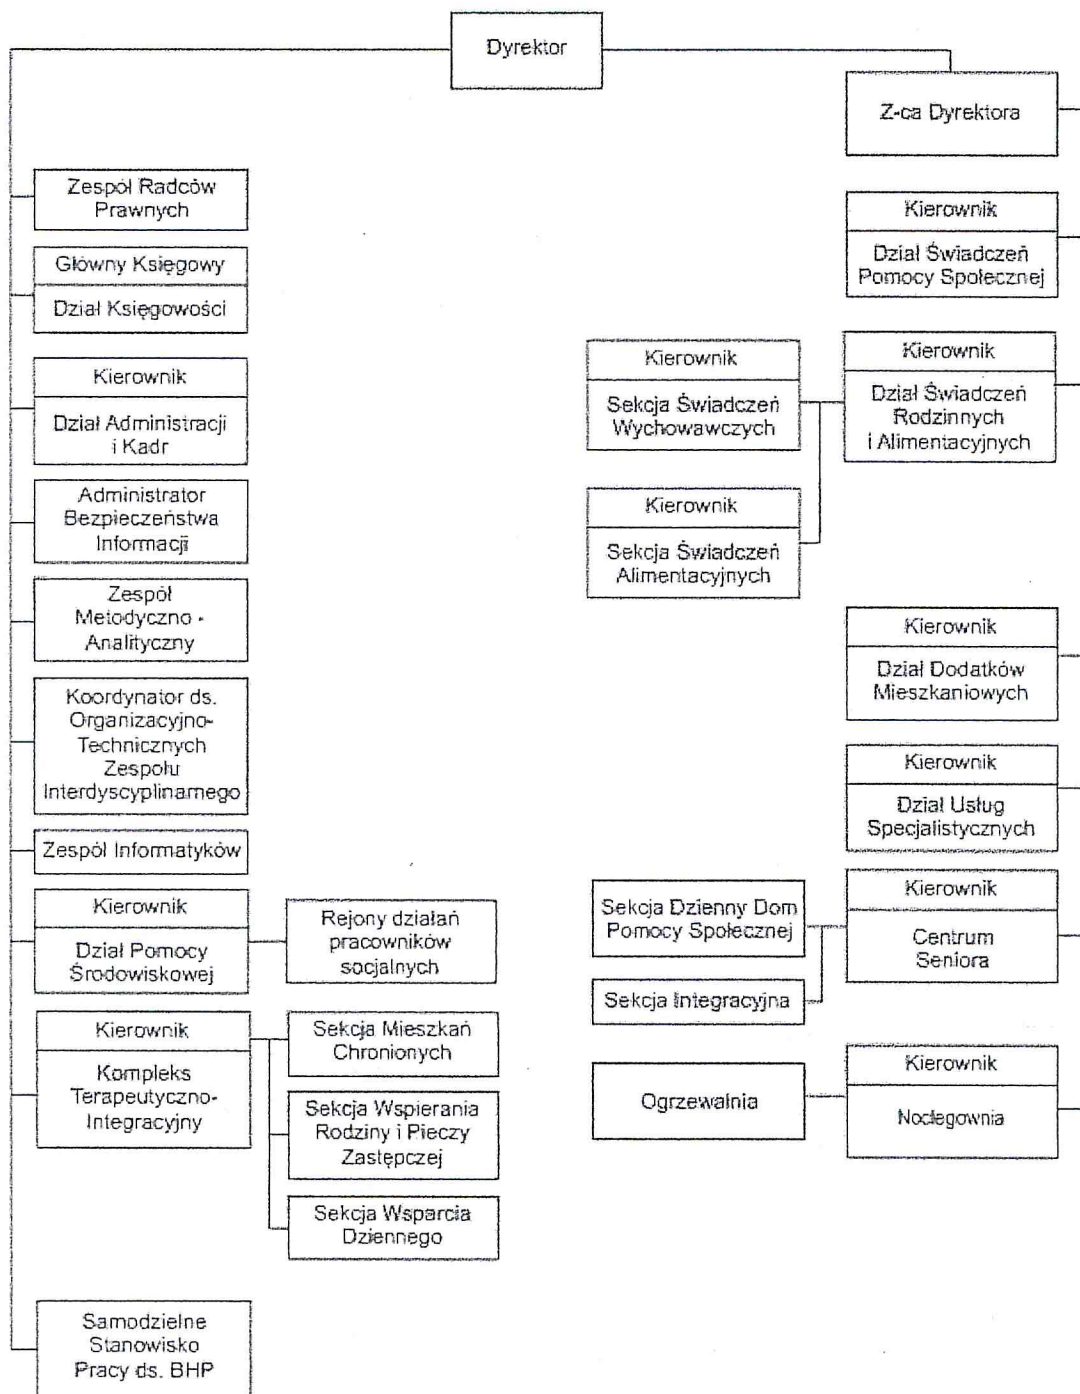 Dyrektor
Z-ca Dyrektora
Zespół Radców
Prawnych
Główny Księgowy
Dział Księgowości
Kierownik
Dział Administracji
i Kadr
Administrator
Bezpieczeństwa
Informacji
Zespół
Metodyczno -
Analityczny
Koordynator ds.
Organizacyjno-
Technicznych
Zespołu
Interdyscyplinarnego
Zespół Informatyków
Kierownik
Dział Pomocy
Środowiskowej
Rejony działań
pracowników
socjalnych
Kierownik
Kompleks
Terapeutyczno-
Integracyjny
Sekcja Mieszkań
Chronionych
Sekcja Wspierania
Rodziny i Pieczy
Zastępczej
Sekcja Wsparcia
Dziennego
Samodzielne
Stanowisko
Pracy ds. BHP
Kierownik
Dział Świadczeń
Pomocy Społecznej
Kierownik
Dział Świadczeń
Rodzinnych
i Alimentacyjnych
Kierownik
Sekcja Świadczeń
Wychowawczych
Kierownik
Sekcja Świadczeń
Alimentacyjnych
Kierownik
Dział Dodatków
Mieszkaniowych
Kierownik
Dział Usług
Specjalistycznych
Kierownik
Centrum
Seniora
Sekcja Dzienny Dom
Pomocy Społecznej
Sekcja Integracyjna
Kierownik
Noclegownia
Ogrzewalnia